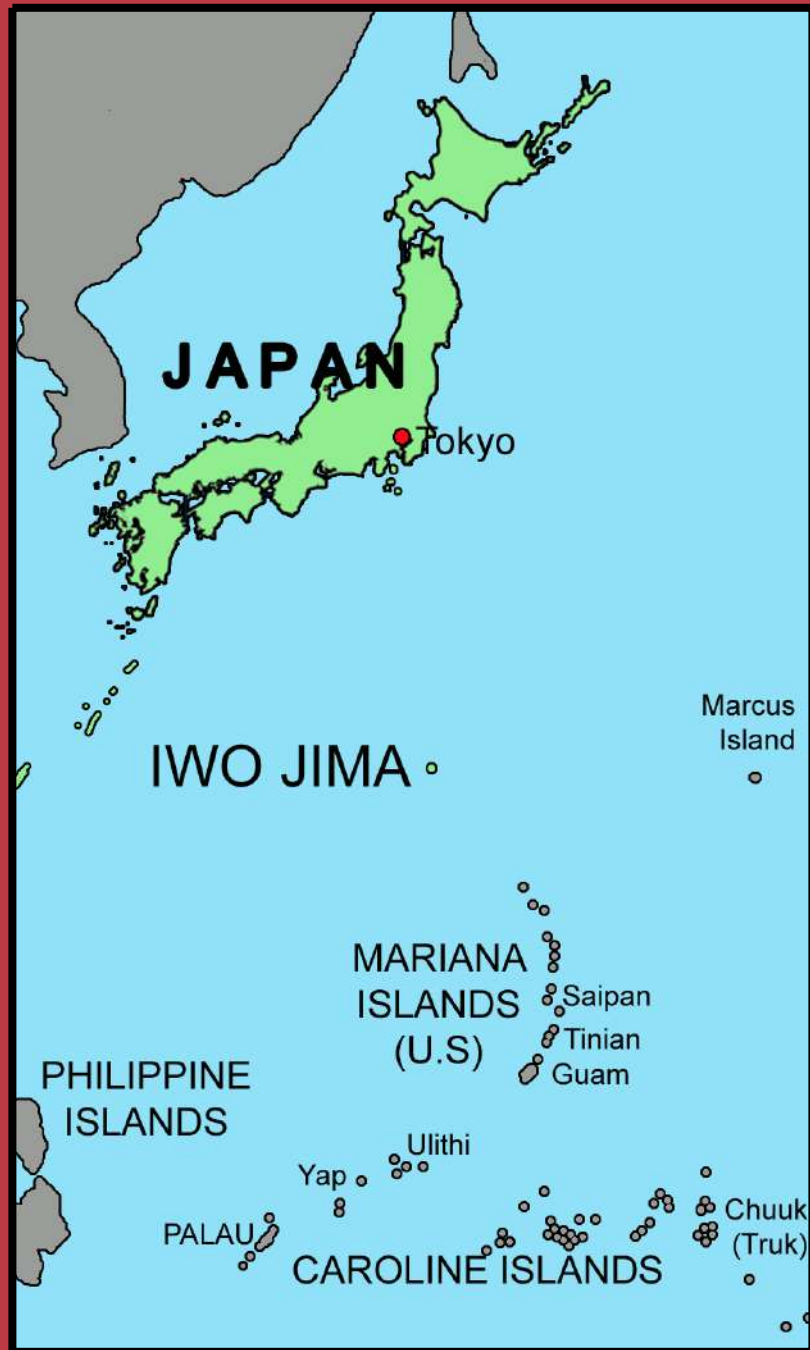 JAPAN
Tokyo
Marcus
Island
IWO JIMA
MARIANA
ISLANDS
(U.S)
Saipan
Tinian
Guam
PHILIPPINE
ISLANDS
Ulithi
Yap
PALAU
Chuuk
(Truk)
CAROLINE ISLANDS